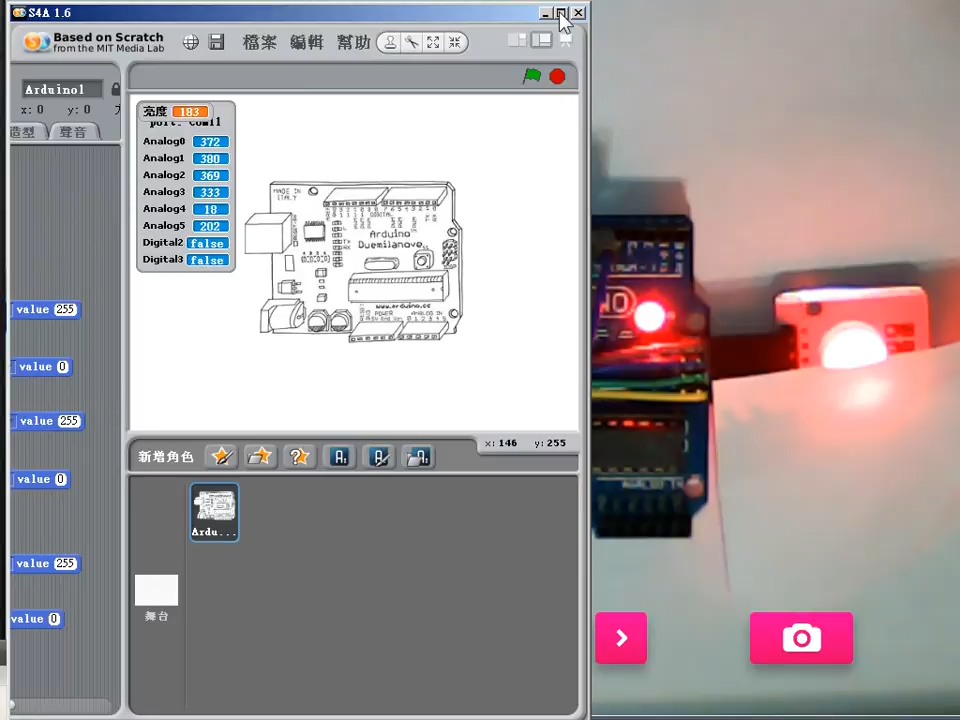 S4A 1.6
Based on Scratch
from the MIT Media Lab
檔案 編輯 幫助
Arduino1
x: 0 y: 0
造型 聲音
亮度 183
Analog0 372
Analog1 380
Analog2 369
Analog3 333
Analog4 18
Analog5 202
Digital2 false
Digital3 false
MADE IN
ITALY
Arduino
Duemilanove
www.arduino.cc
POWER
ANALOG IN
value 255
value 0
value 255
value 0
value 255
value 0
新增角色
x: 146 y: 255
Ardu...
舞台